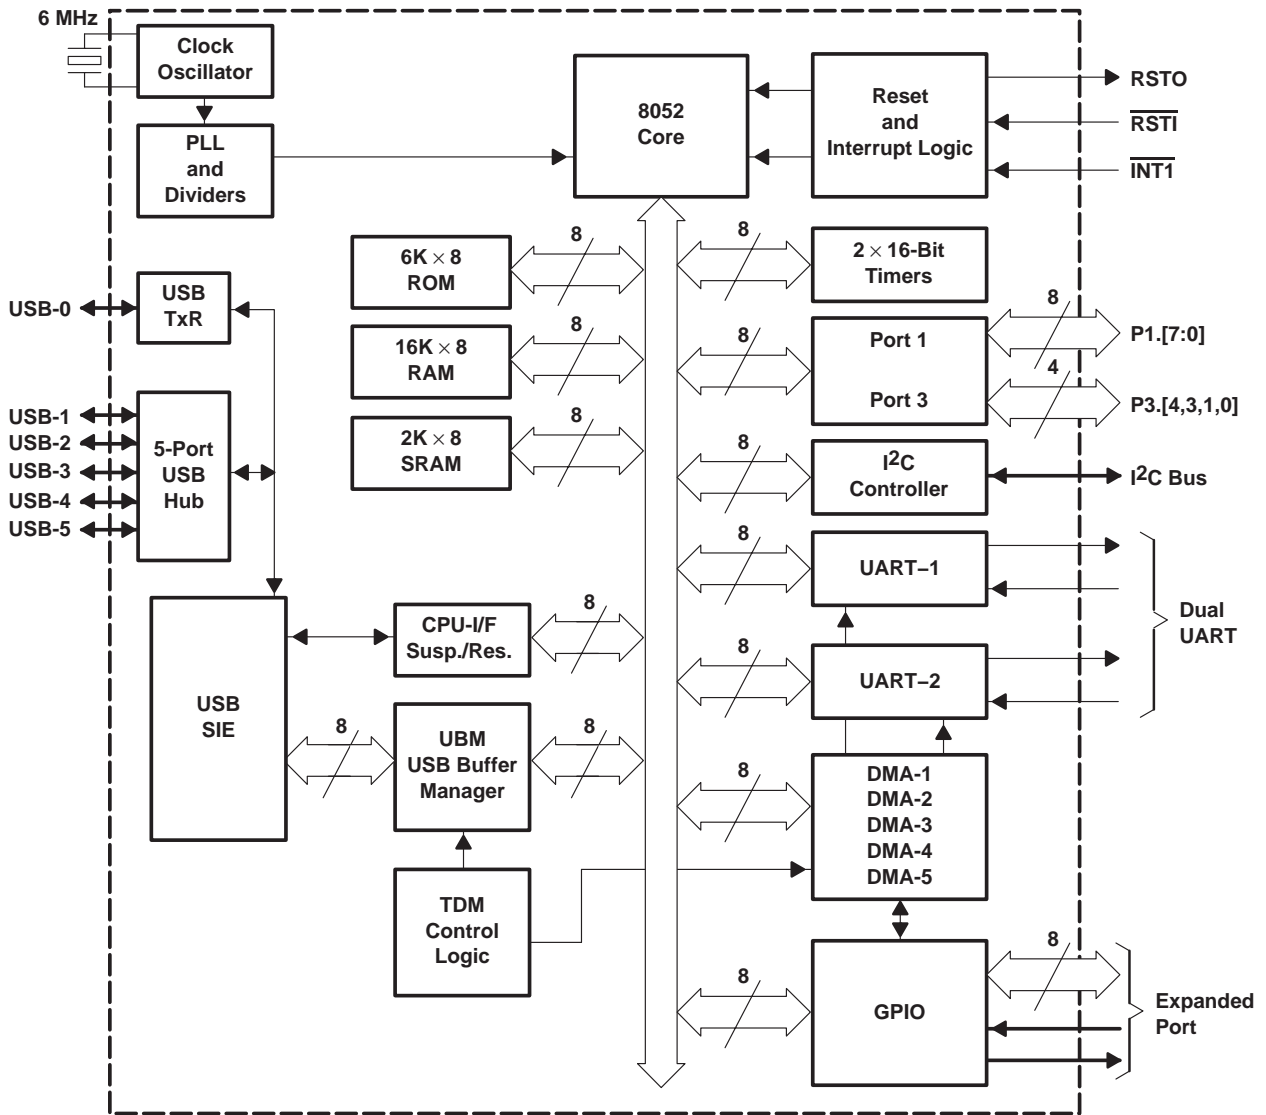 6 MHz
Clock
Oscillator
PLL
and
Dividers
8052
Core
Reset
and
Interrupt Logic
RSTO
RSTI
INT1
6K × 8
ROM
8
8
2 × 16-Bit
Timers
USB-0
USB
TxR
16K × 8
RAM
8
8
Port 1
Port 3
8
P1.[7:0]
4
P3.[4,3,1,0]
USB-1
USB-2
USB-3
USB-4
USB-5
5-Port
USB
Hub
2K × 8
SRAM
8
8
I2C
Controller
I2C Bus
8
UART–1
Dual
UART
USB
SIE
CPU-I/F
Susp./Res.
8
8
UART–2
8
UBM
USB Buffer
Manager
8
8
DMA-1
DMA-2
DMA-3
DMA-4
DMA-5
TDM
Control
Logic
8
GPIO
8
Expanded
Port